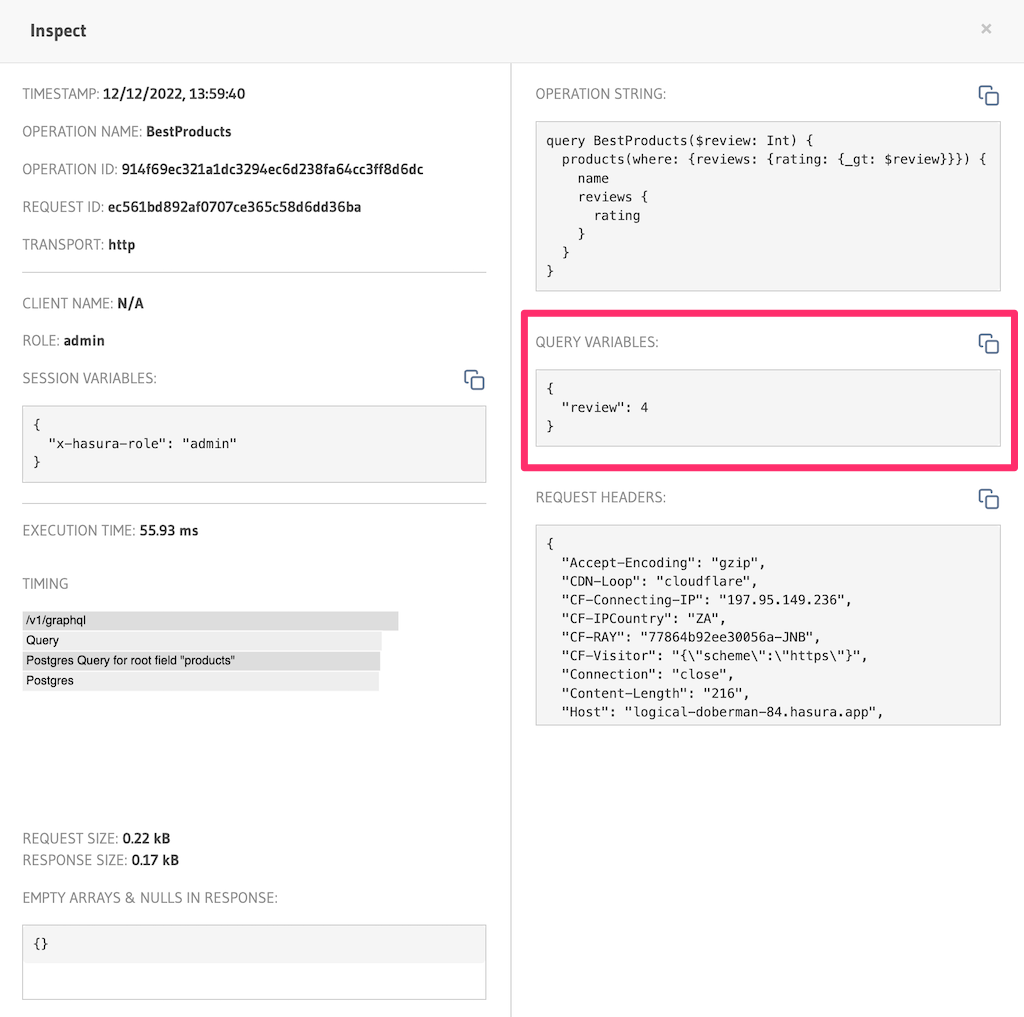 Inspect
×
TIMESTAMP: 12/12/2022, 13:59:40
OPERATION NAME: BestProducts
OPERATION ID: 914f69ec321a1dc3294ec6d238fa64cc3ff8d6dc
REQUEST ID: ec561bd892af0707ce365c58d6dd36ba
TRANSPORT: http
CLIENT NAME: N/A
ROLE: admin
SESSION VARIABLES:
{
  "x-hasura-role": "admin"
}
EXECUTION TIME: 55.93 ms
TIMING
/v1/graphql
Query
Postgres Query for root field "products"
Postgres
REQUEST SIZE: 0.22 kB
RESPONSE SIZE: 0.17 kB
EMPTY ARRAYS & NULLS IN RESPONSE:
{}
OPERATION STRING:
query BestProducts($review: Int) {
  products(where: {reviews: {rating: {_gt: $review}}}) {
    name
    reviews {
      rating
    }
  }
}
QUERY VARIABLES:
{
  "review": 4
}
REQUEST HEADERS:
{
  "Accept-Encoding": "gzip",
  "CDN-Loop": "cloudflare",
  "CF-Connecting-IP": "197.95.149.236",
  "CF-IPCountry": "ZA",
  "CF-RAY": "77864b92ee30056a-JNB",
  "CF-Visitor": "{\"scheme\":\"https\"}",
  "Connection": "close",
  "Content-Length": "216",
  "Host": "logical-doberman-84.hasura.app",